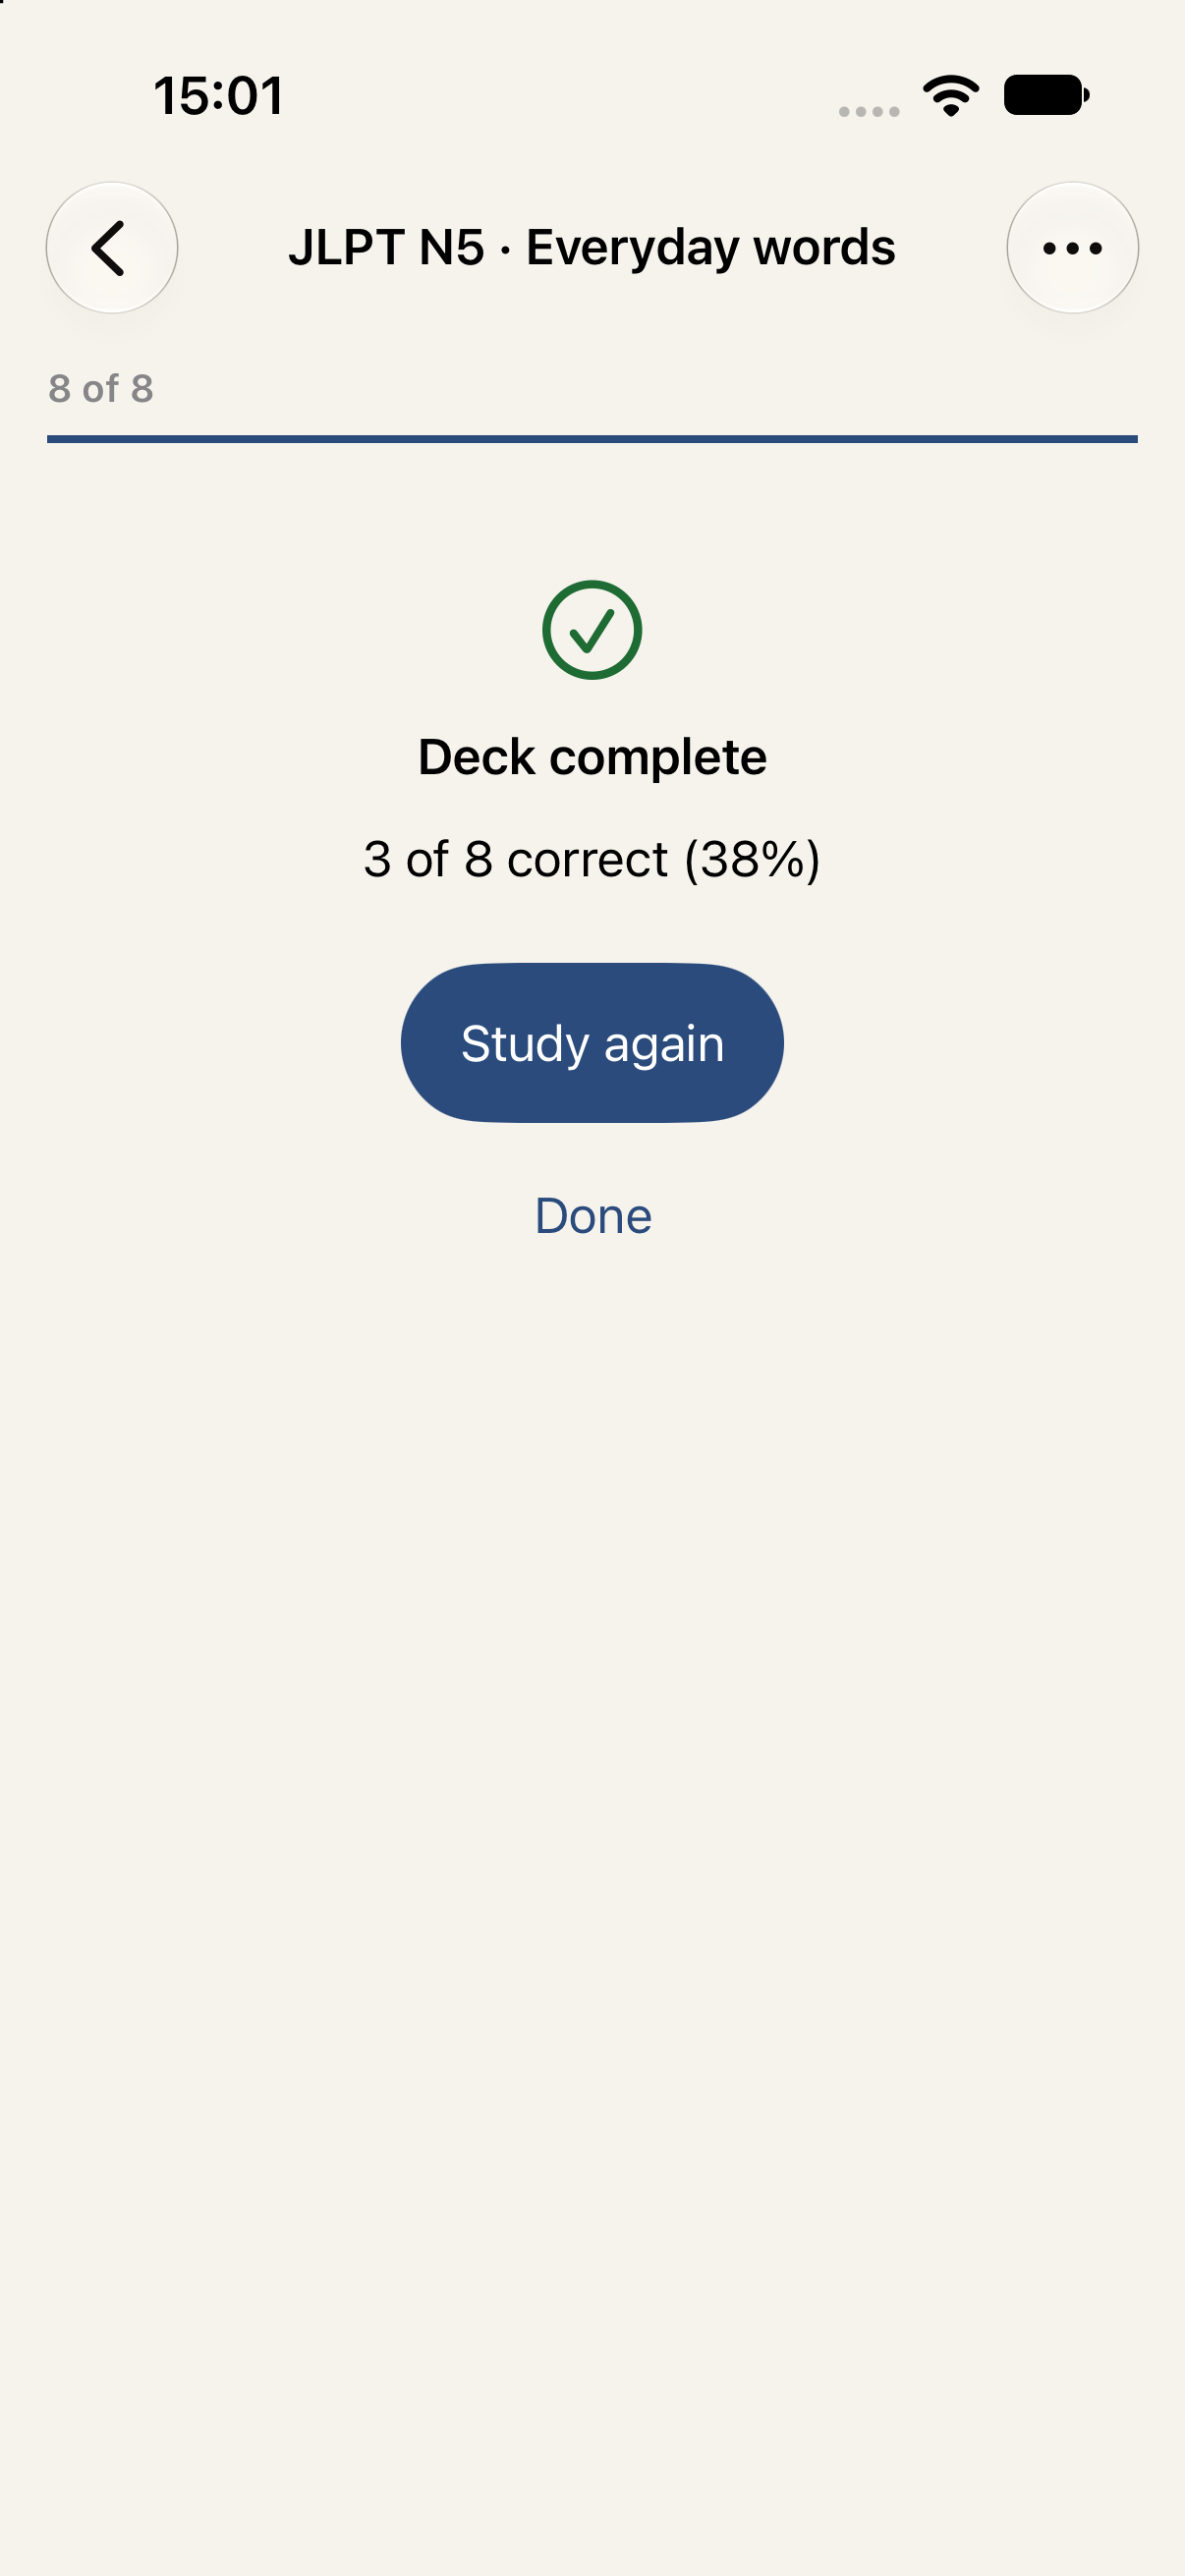 15:01
JLPT N5 · Everyday words
8 of 8
Deck complete
3 of 8 correct (38%)
Study again
Done